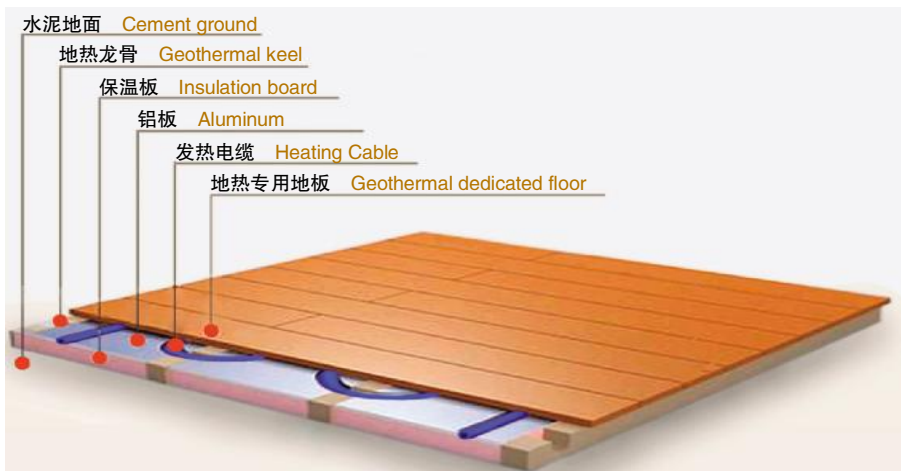 水泥地面 Cement ground
地热龙骨 Geothermal keel
保温板 Insulation board
铝板 Aluminum
发热电缆 Heating Cable
地热专用地板 Geothermal dedicated floor